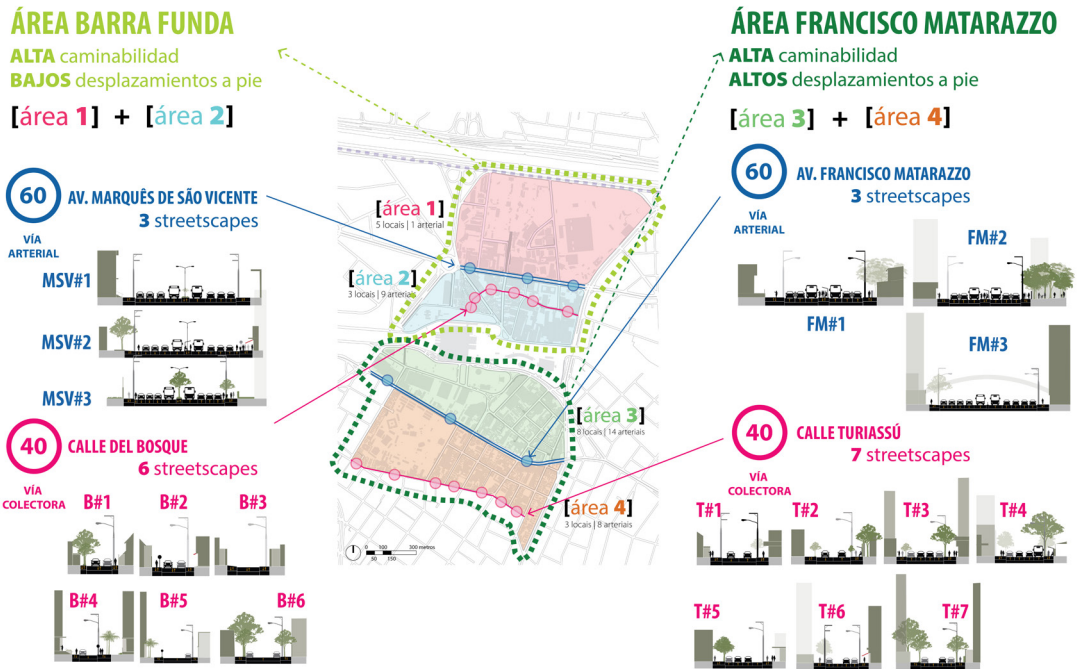 ÁREA BARRA FUNDA
ALTA caminabilidad
BAJOS desplazamientos a pie
[área 1] + [área 2]
60
AV. MARQUÊS DE SÃO VICENTE
3 streetscapes
VÍA
ARTERIAL
MSV#1
MSV#2
MSV#3
40
CALLE DEL BOSQUE
6 streetscapes
VÍA
COLECTORA
B#1
B#2
B#3
B#4
B#5
B#6
[área 1]
5 locais | 1 arterial
[área 2]
3 locais | 9 arteriais
[área 3]
8 locais | 14 arteriais
[área 4]
3 locais | 8 arteriais
0 100 300 metros
50 150
ÁREA FRANCISCO MATARAZZO
ALTA caminabilidad
ALTOS desplazamientos a pie
[área 3] + [área 4]
60
AV. FRANCISCO MATARAZZO
3 streetscapes
VÍA
ARTERIAL
FM#2
FM#1
FM#3
40
CALLE TURIASSÚ
7 streetscapes
VÍA
COLECTORA
T#1
T#2
T#3
T#4
T#5
T#6
T#7